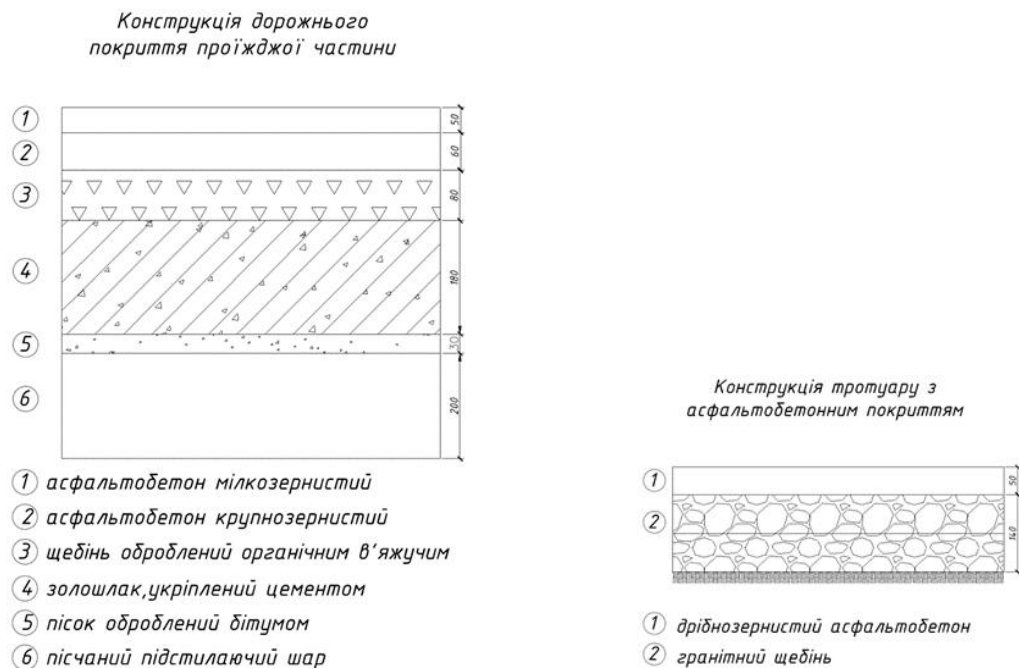 Конструкція дорожнього
покриття проїжджої частини
1
50
2
60
3
80
4
180
5
30
6
200
1 асфальтобетон мілкозернистий
2 асфальтобетон крупнозернистий
3 щебінь оброблений органічним в'яжучим
4 золошлак,укріплений цементом
5 пісок оброблений бітумом
6 пісчаний підстилаючий шар
Конструкція тротуару з
асфальтобетонним покриттям
1
50
2
140
1 дрібнозернистий асфальтобетон
2 гранітний щебінь